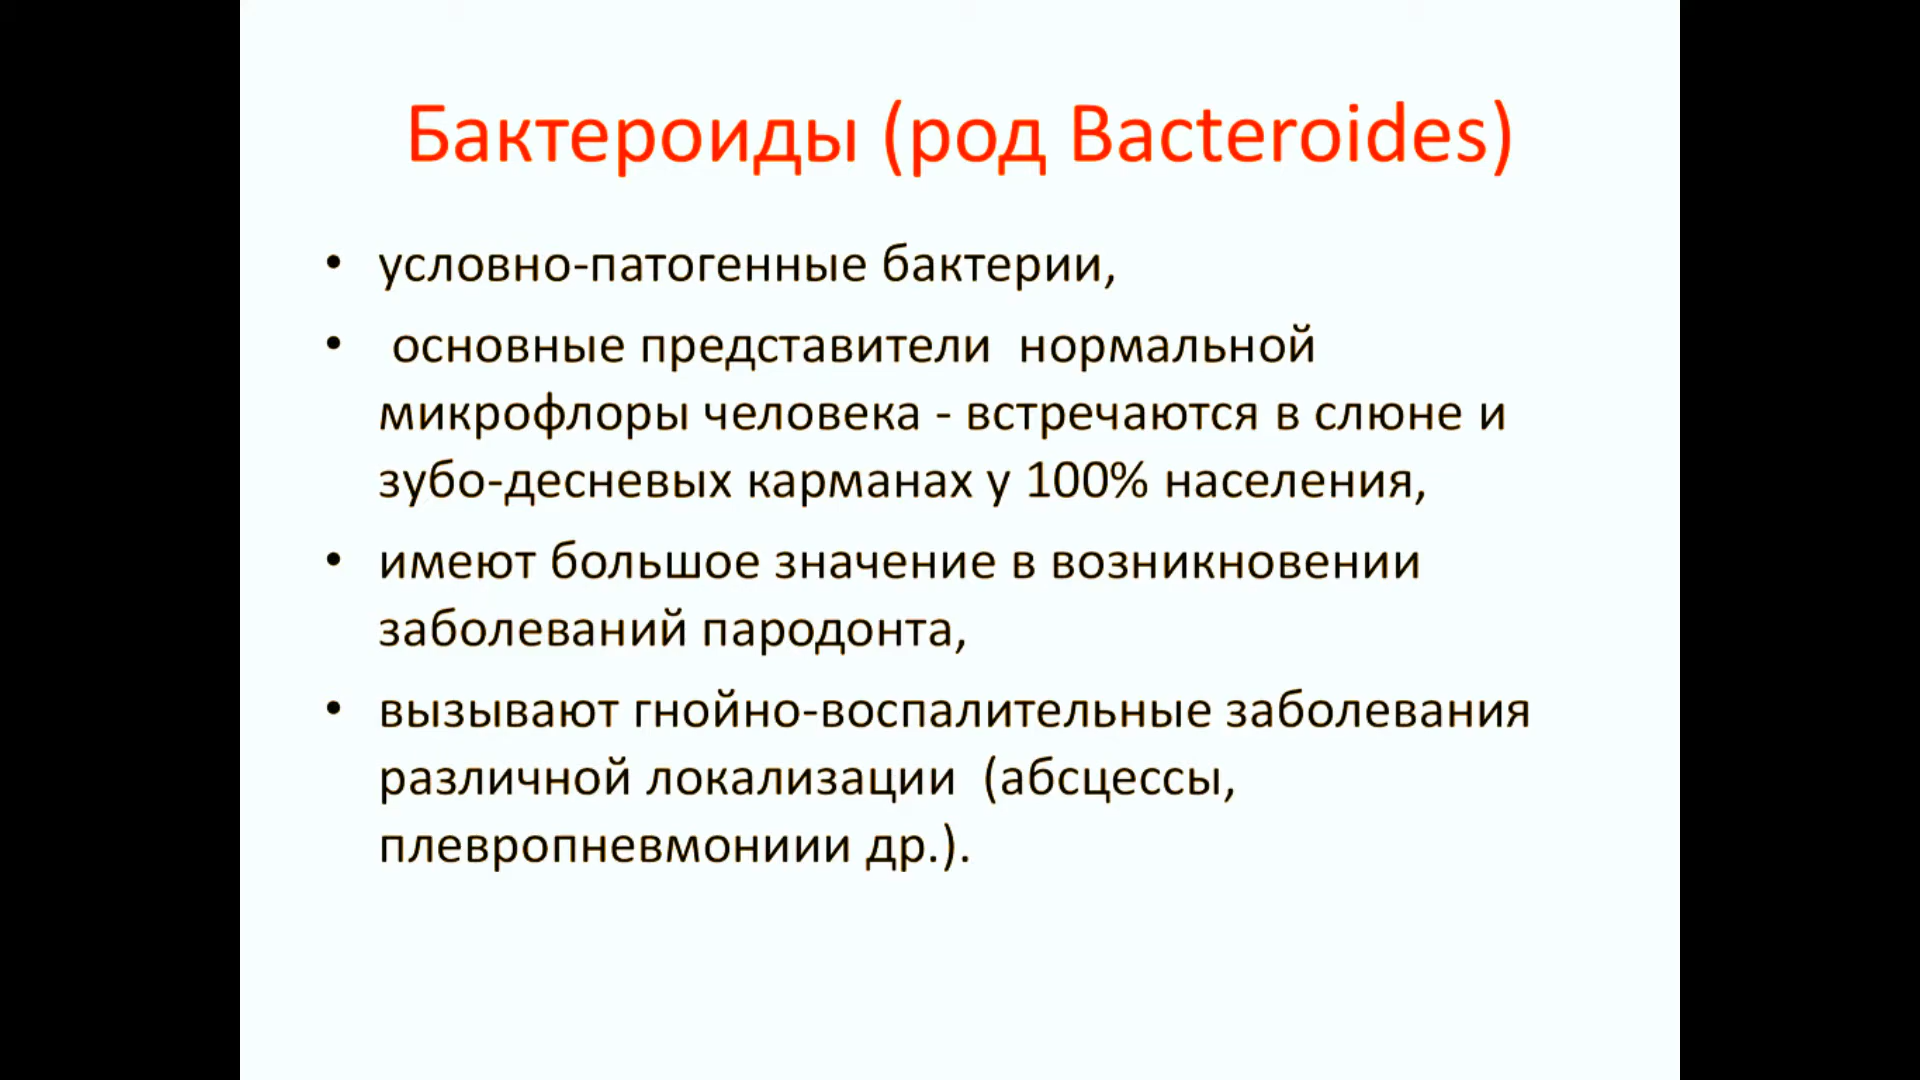 Бактероиды (род Bacteroides)
• условно-патогенные бактерии,
• основные представители нормальной
микрофлоры человека - встречаются в слюне и
зубо-десневых карманах у 100% населения,
• имеют большое значение в возникновении
заболеваний пародонта,
• вызывают гнойно-воспалительные заболевания
различной локализации (абсцессы,
плевропневмониии др.).